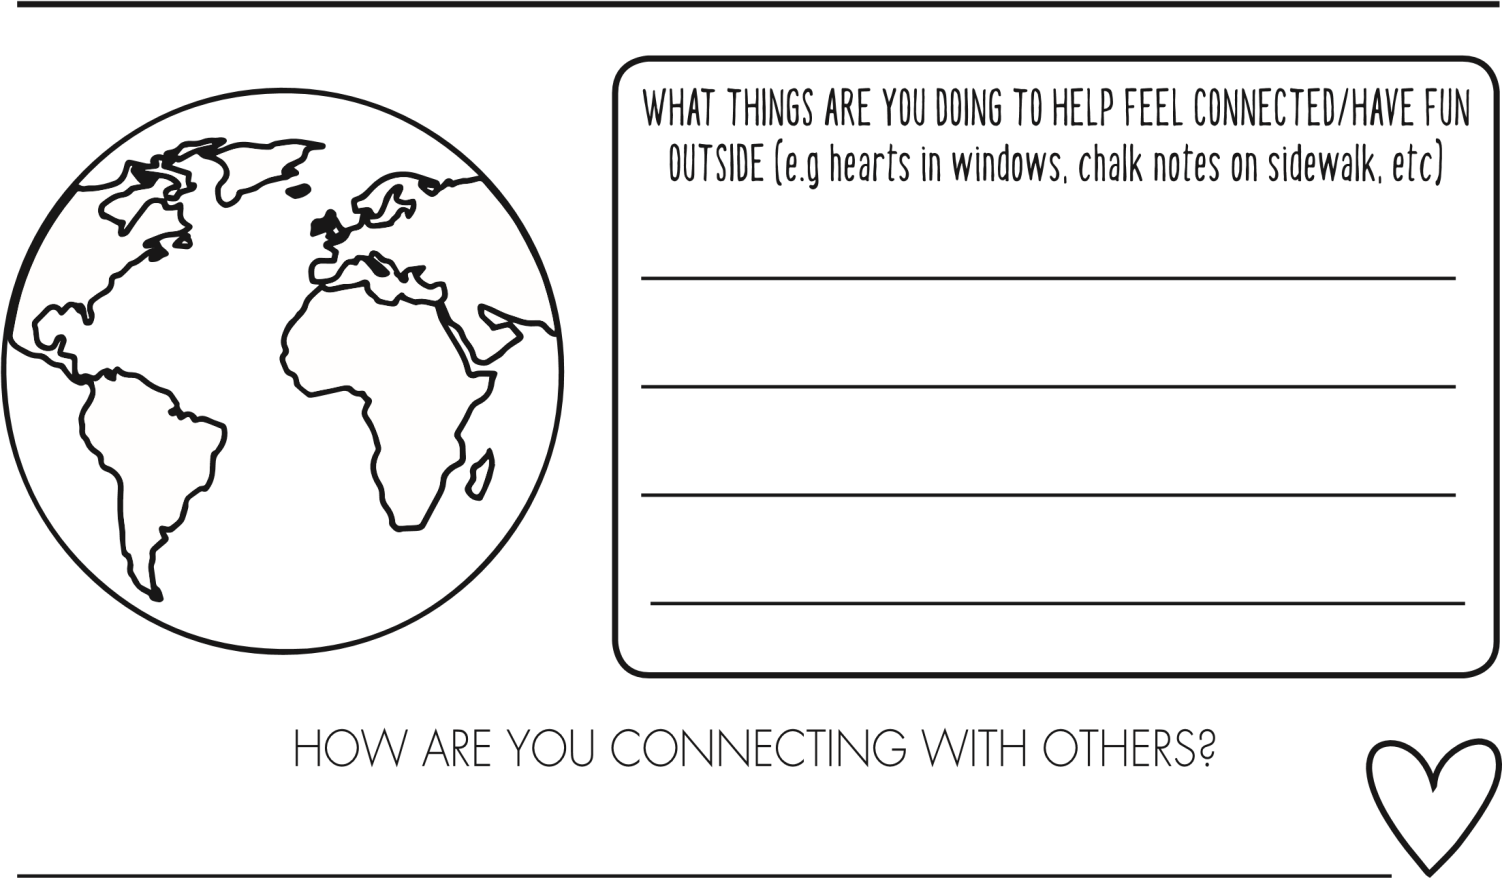 WHAT THINGS ARE YOU DOING TO HELP FEEL CONNECTED/HAVE FUN
OUTSIDE (e.g hearts in windows, chalk notes on sidewalk, etc)
HOW ARE YOU CONNECTING WITH OTHERS?